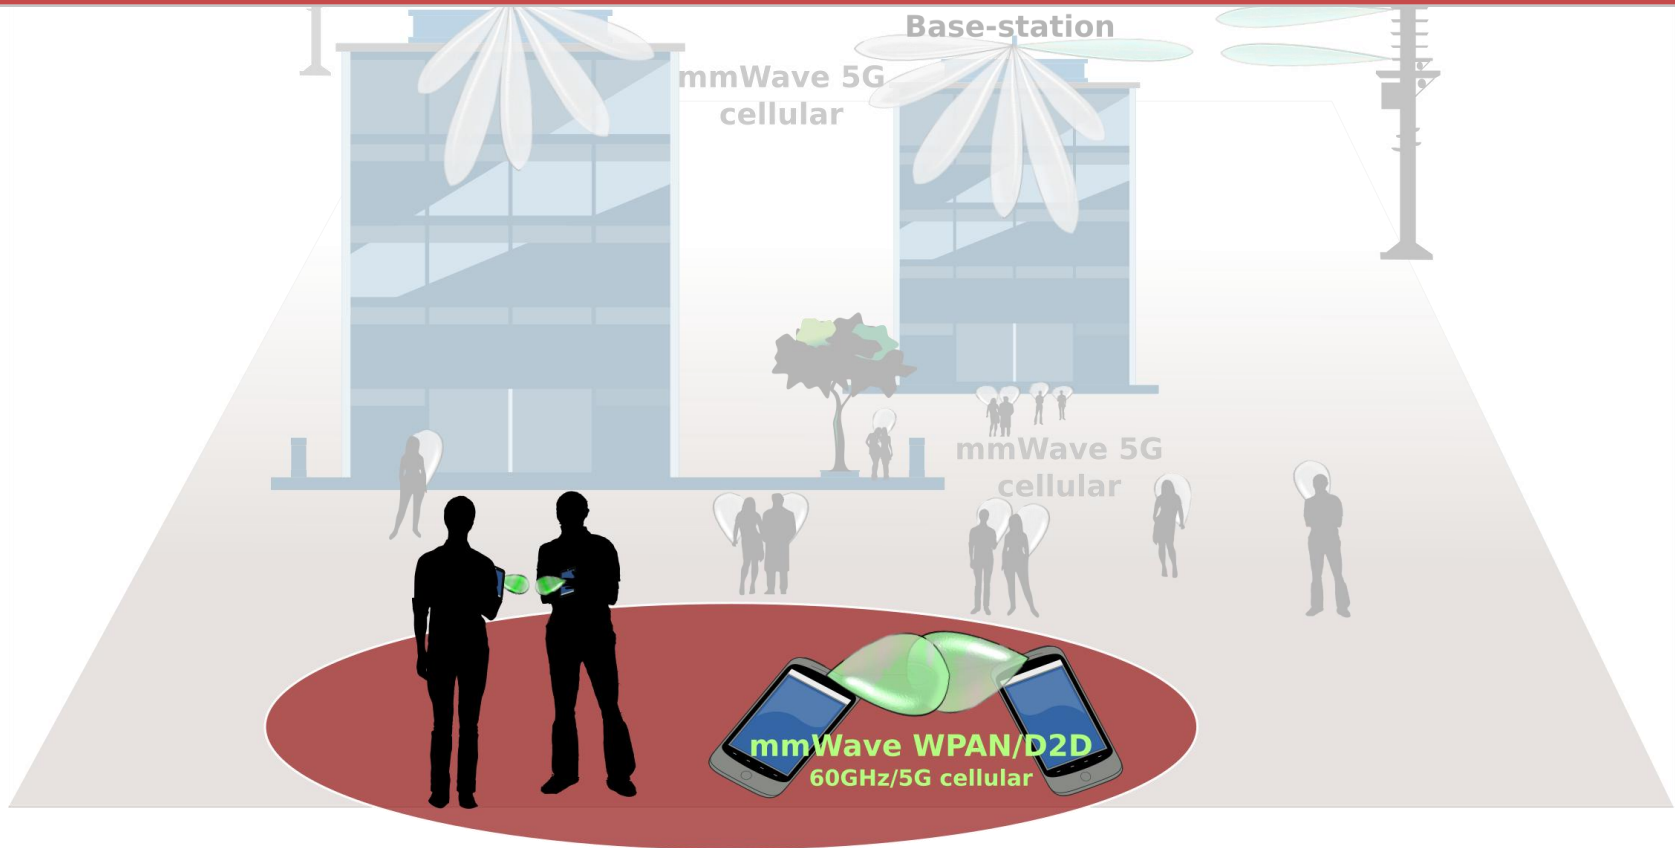 Base-station
mmWave 5G
cellular
mmWave 5G
cellular
mmWave WPAN/D2D
60GHz/5G cellular